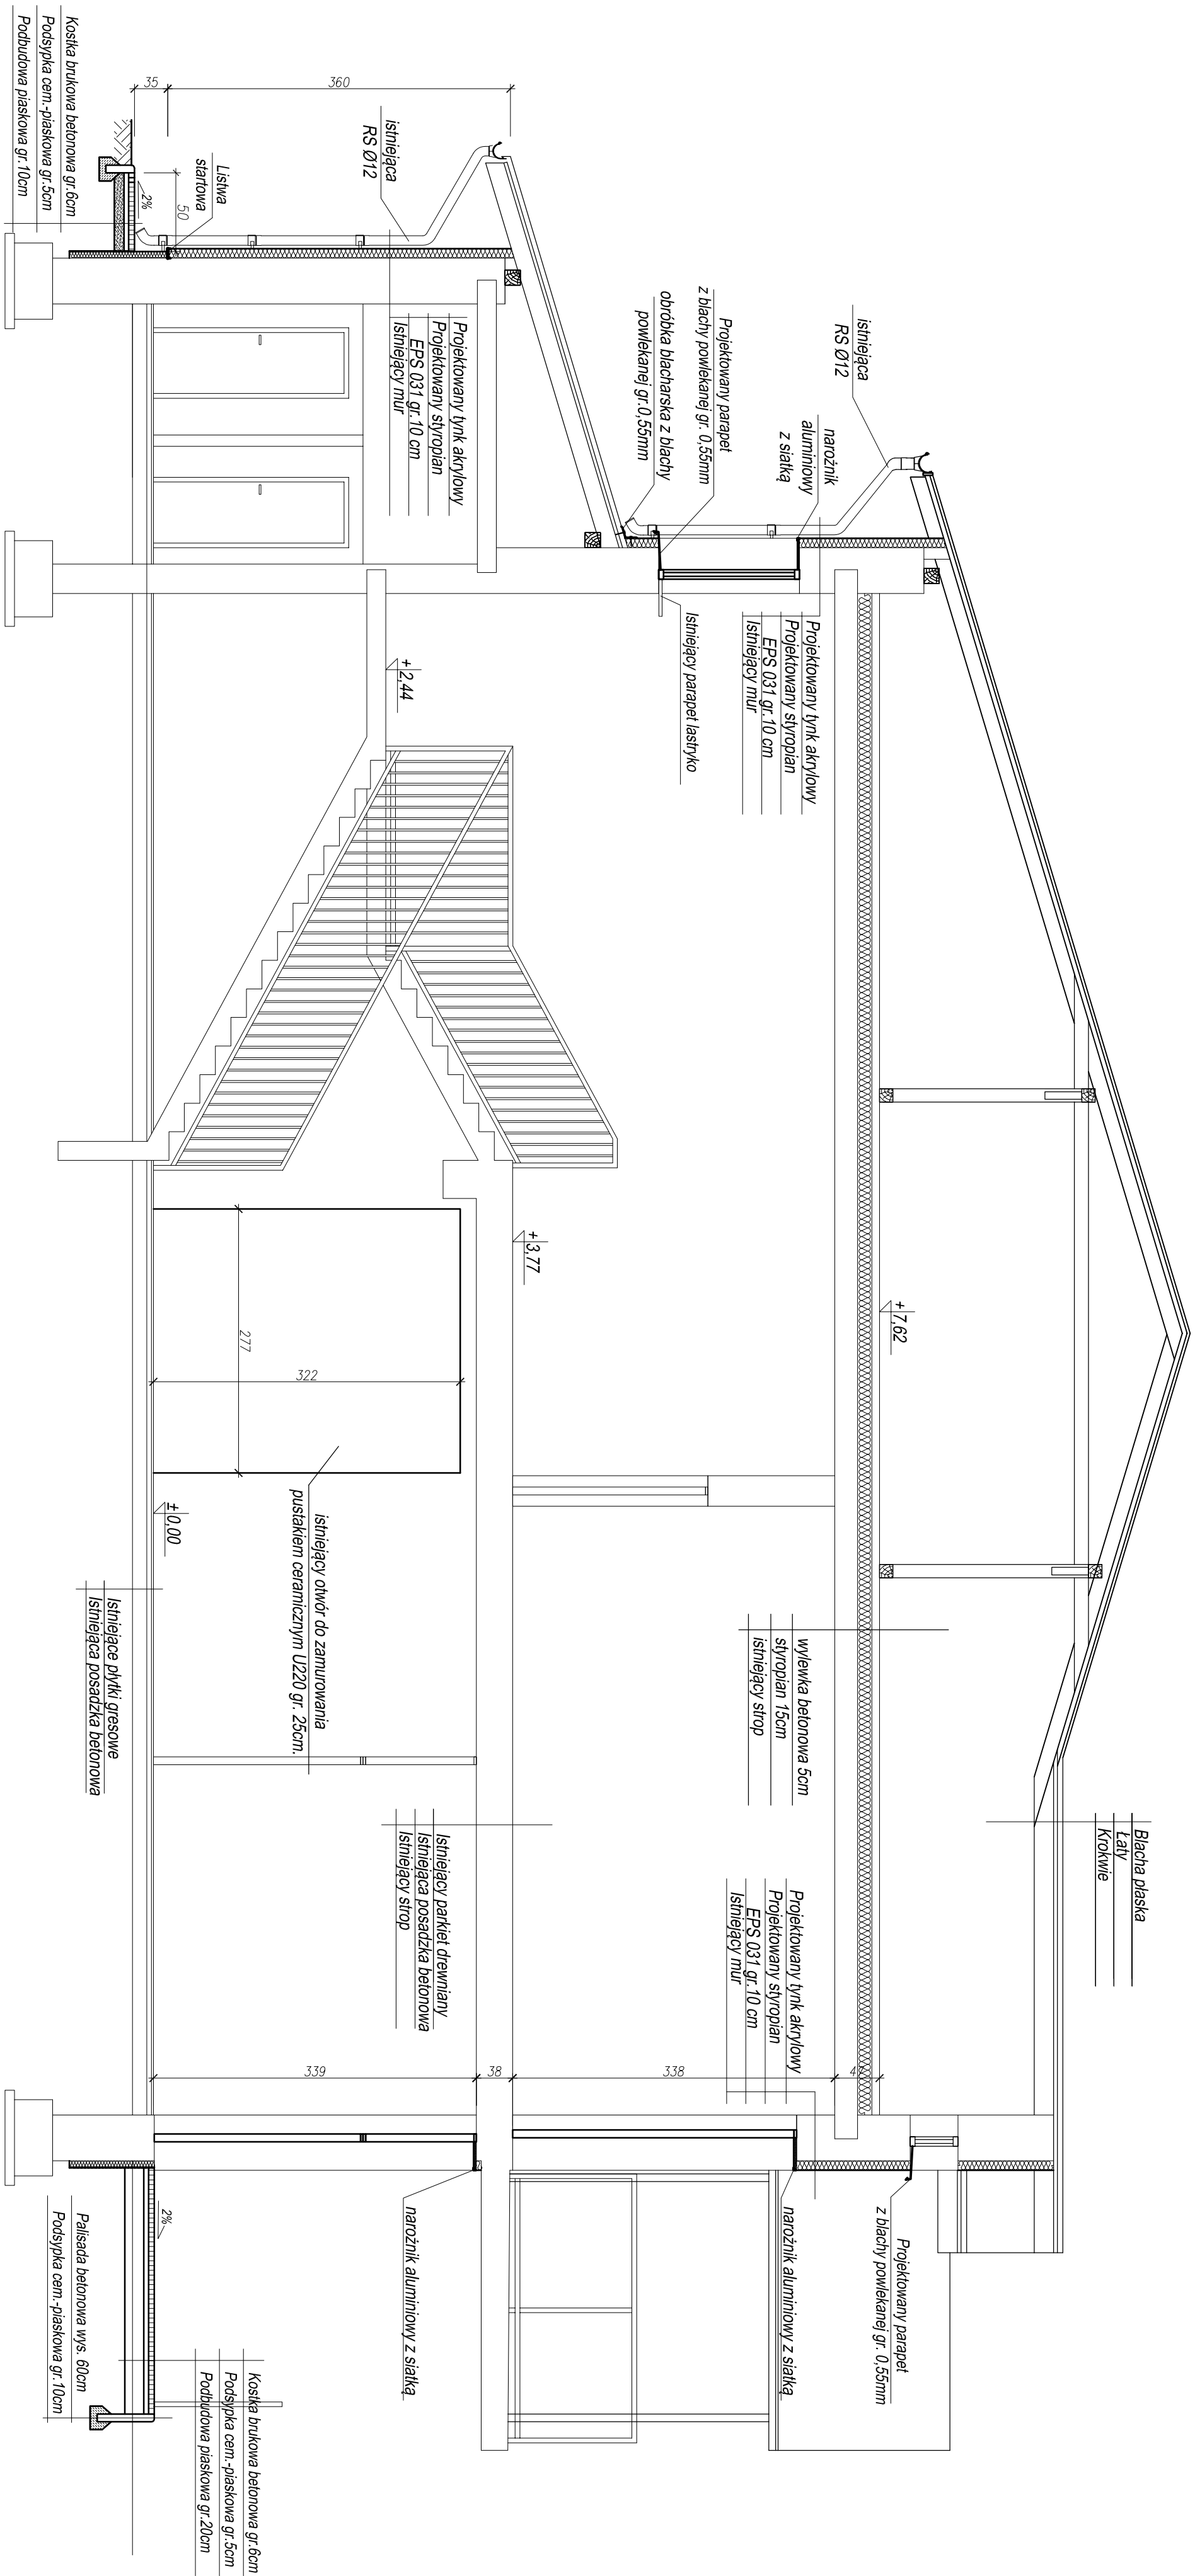 Kostka brukowa betonowa gr.6cm
Podsypka cem.-piaskowa gr.5cm
Podbudowa piaskowa gr.10cm
35
360
50
2%
Listwa
startowa
istniejąca
RS Ø12
Projektowany tynk akrylowy
Projektowany styropian
EPS 031 gr.10 cm
Istniejący mur
obróbka blacharska z blachy
powlekanej gr.0,55mm
Projektowany parapet
z blachy powlekanej gr. 0,55mm
istniejąca
RS Ø12
narożnik
aluminiowy
z siatką
Projektowany tynk akrylowy
Projektowany styropian
EPS 031 gr.10 cm
Istniejący mur
Istniejący parapet lastryko
+2,44
+3,77
+7,62
277
322
±0,00
istniejący otwór do zamurowania
pustakiem ceramicznym U220 gr. 25cm.
Istniejące płytki gresowe
Istniejąca posadzka betonowa
wylewka betonowa 5cm
styropian 15cm
istniejący strop
Blacha płaska
Łaty
Krokwie
Istniejący parkiet drewniany
Istniejąca posadzka betonowa
Istniejący strop
Projektowany tynk akrylowy
Projektowany styropian
EPS 031 gr.10 cm
Istniejący mur
339
38
338
47
Projektowany parapet
z blachy powlekanej gr. 0,55mm
narożnik aluminiowy z siatką
narożnik aluminiowy z siatką
2%
Palisada betonowa wys. 60cm
Podsypka cem.-piaskowa gr.10cm
Kostka brukowa betonowa gr.6cm
Podsypka cem.-piaskowa gr.5cm
Podbudowa piaskowa gr.20cm